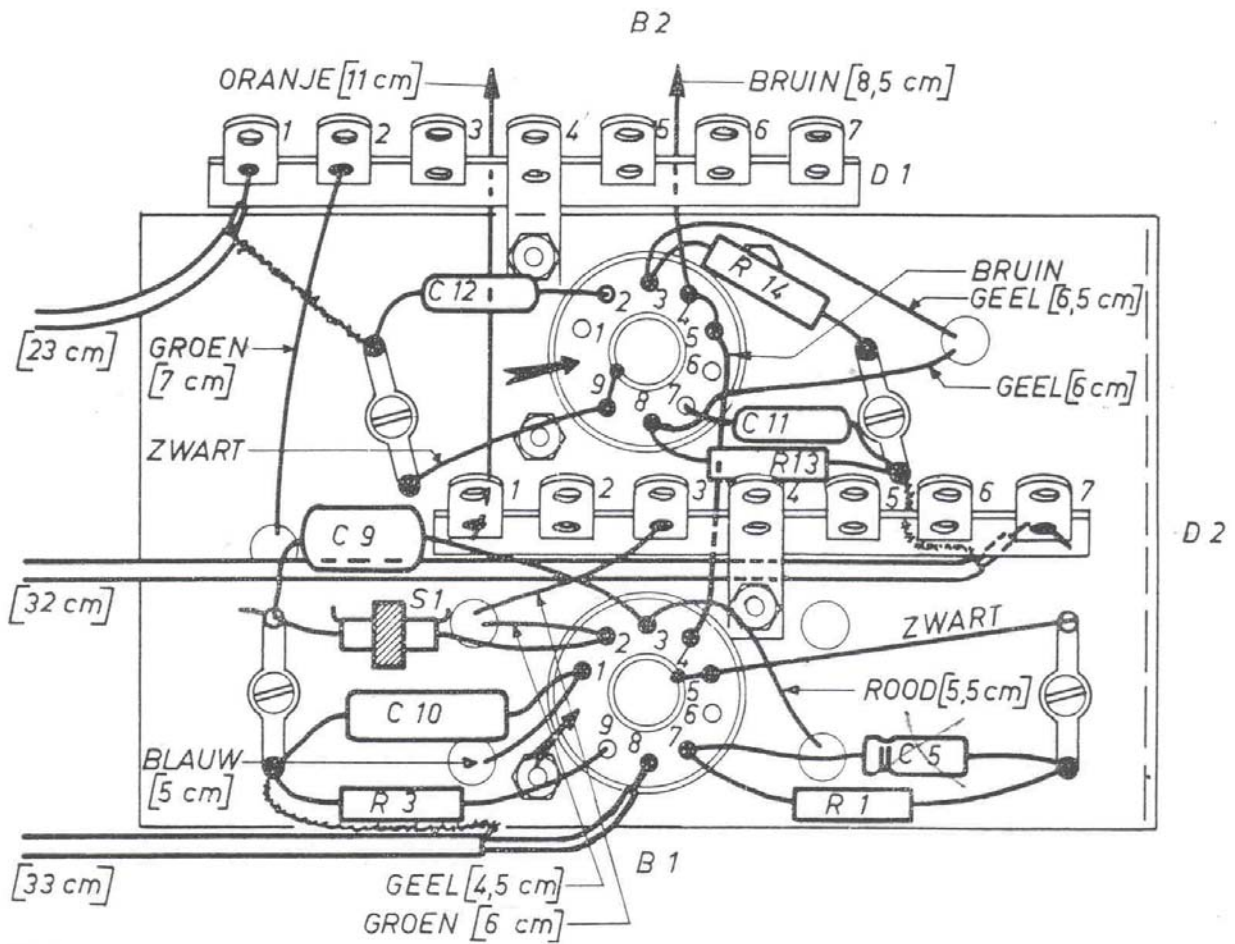 B 2
ORANJE [11 cm]
BRUIN [8,5 cm]
1 2 3 4 5 6 7
D 1
R 14
BRUIN
GEEL [6,5 cm]
C 12
2 3 4
1 5
6
9 8 7
[23 cm]
GROEN
[7 cm]
GEEL [6 cm]
C 11
ZWART
R13
1 2 3 4 5 6 7
C 9
D 2
[32 cm]
S1
ZWART
2 3 4
1 5
6
9 8 7
C 10
ROOD [5,5 cm]
BLAUW
[5 cm]
C 5
R 3
R 1
[33 cm]
B 1
GEEL [4,5 cm]
GROEN [6 cm]